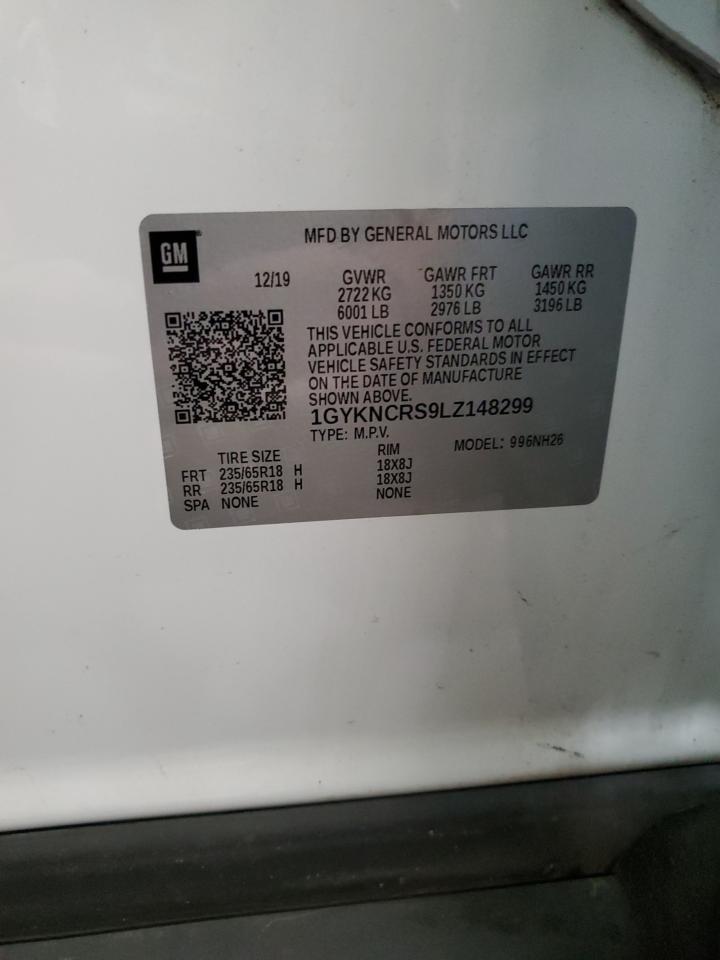 GM
MFD BY GENERAL MOTORS LLC
12/19
GVWR GAWR FRT GAWR RR
2722 KG 1350 KG 1450 KG
6001 LB 2976 LB 3196 LB
THIS VEHICLE CONFORMS TO ALL
APPLICABLE U.S. FEDERAL MOTOR
VEHICLE SAFETY STANDARDS IN EFFECT
ON THE DATE OF MANUFACTURE
SHOWN ABOVE.
1GYKNCRS9LZ148299
TYPE: M.P.V. MODEL: 996NH26
TIRE SIZE RIM
FRT 235/65R18 H 18X8J
RR 235/65R18 H 18X8J
SPA NONE NONE